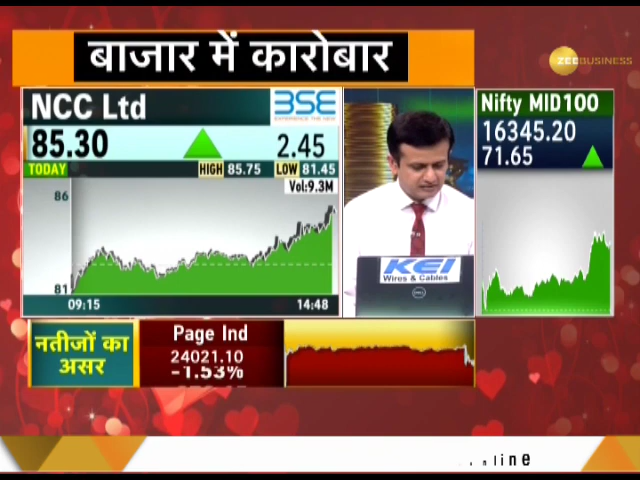 बाजार में कारोबार
ZEE BUSINESS
NCC Ltd
BSE
EXPERIENCE THE NEW
85.30
2.45
TODAY
HIGH 85.75 LOW 81.45
Vol:9.3M
86
81
09:15
14:48
KEI
Wires & Cables
DELL
Nifty MID100
16345.20
71.65
नतीजों का
असर
Page Ind
24021.10
-1.53%